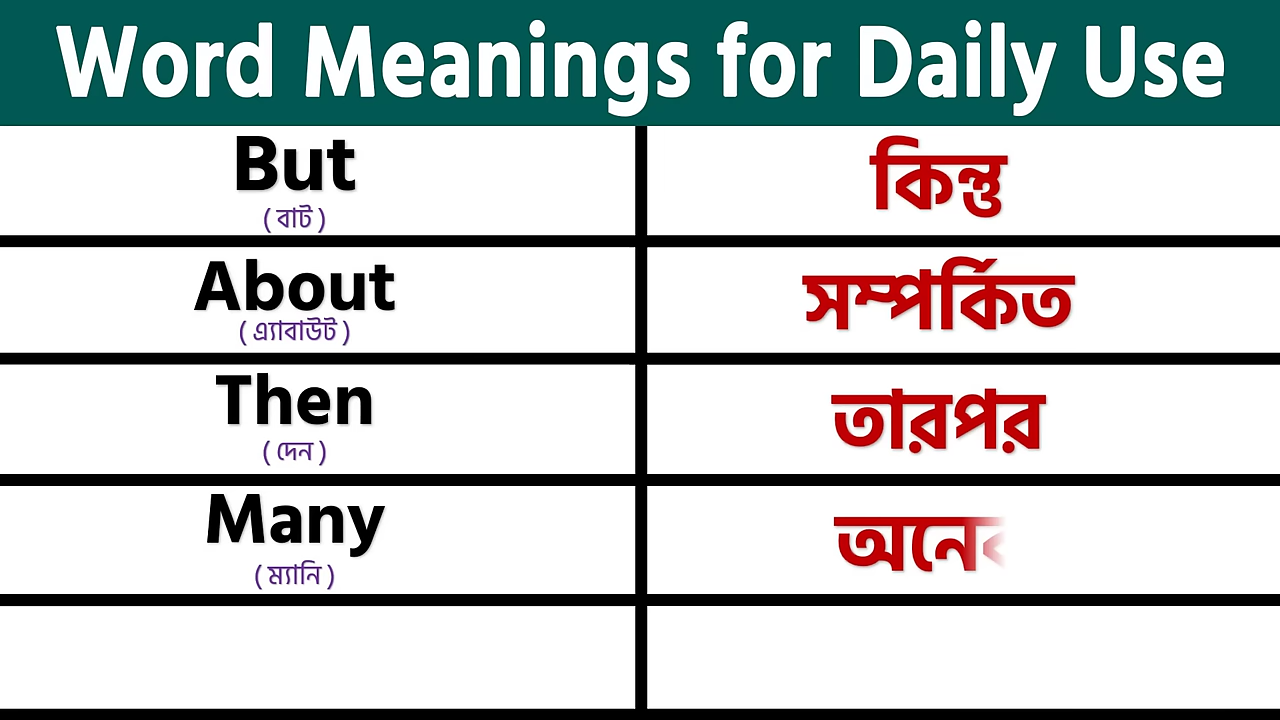 Word Meanings for Daily Use
But
( বাট )
কিন্তু
About
( এ্যাবাউট )
সম্পর্কিত
Then
( দেন )
তারপর
Many
( ম্যানি )